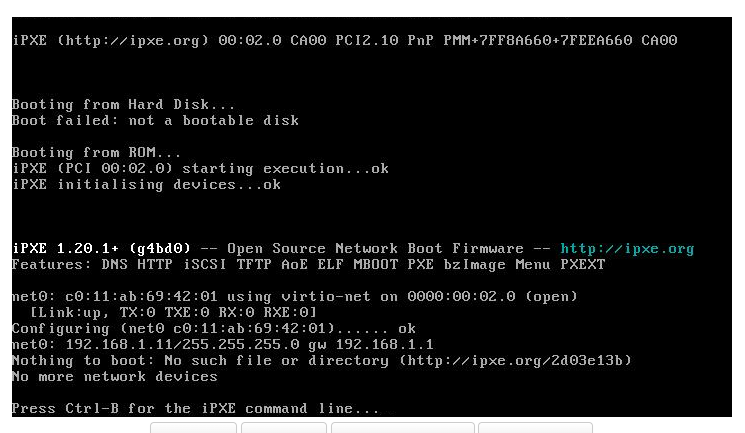 iPXE (http://ipxe.org) 00:02.0 CA00 PCI2.10 PnP PMM+7FF8A660+7FEEA660 CA00
Booting from Hard Disk...
Boot failed: not a bootable disk
Booting from ROM...
iPXE (PCI 00:02.0) starting execution...ok
iPXE initialising devices...ok
iPXE 1.20.1+ (g4bd0) -- Open Source Network Boot Firmware -- http://ipxe.org
Features: DNS HTTP iSCSI TFTP AoE ELF MBOOT PXE bzImage Menu PXEXT
net0: c0:11:ab:69:42:01 using virtio-net on 0000:00:02.0 (open)
[Link:up, TX:0 TXE:0 RX:0 RXE:0]
Configuring (net0 c0:11:ab:69:42:01)...... ok
net0: 192.168.1.11/255.255.255.0 gw 192.168.1.1
Nothing to boot: No such file or directory (http://ipxe.org/2d03e13b)
No more network devices
Press Ctrl-B for the iPXE command line...